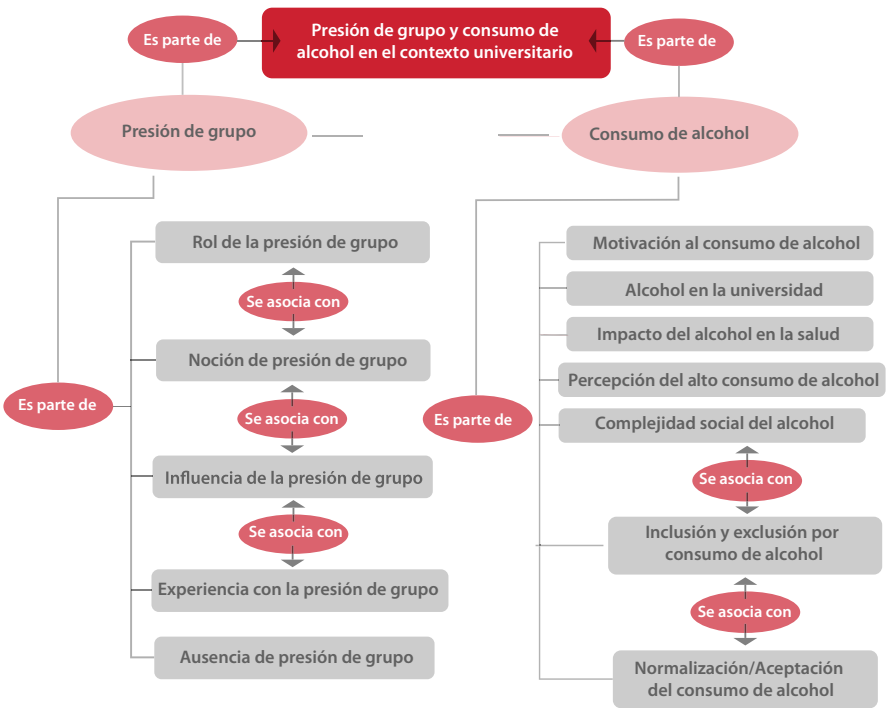 Es parte de
Presión de grupo y consumo de
alcohol en el contexto universitario
Es parte de
Presión de grupo
Consumo de alcohol
Rol de la presión de grupo
Se asocia con
Noción de presión de grupo
Es parte de
Se asocia con
Influencia de la presión de grupo
Se asocia con
Experiencia con la presión de grupo
Ausencia de presión de grupo
Motivación al consumo de alcohol
Alcohol en la universidad
Impacto del alcohol en la salud
Percepción del alto consumo de alcohol
Es parte de
Complejidad social del alcohol
Se asocia con
Inclusión y exclusión por
consumo de alcohol
Se asocia con
Normalización/Aceptación
del consumo de alcohol